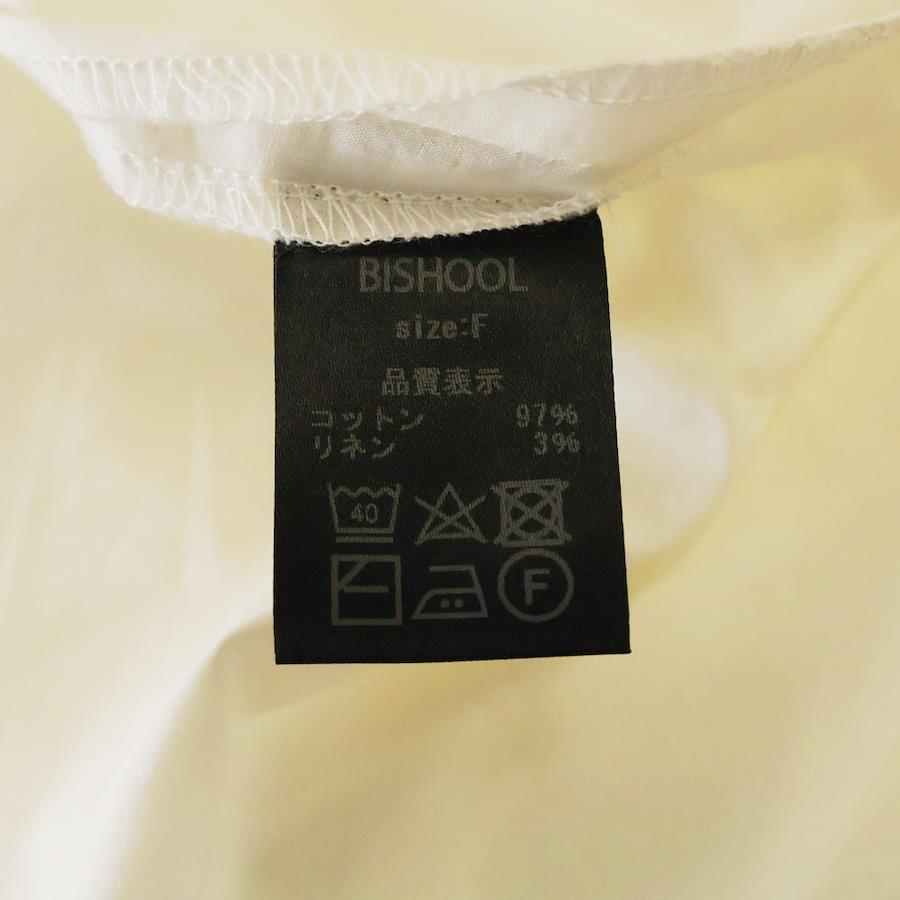 BISHOOL
size:F
品質表示
コットン 97%
リネン 3%
40
F